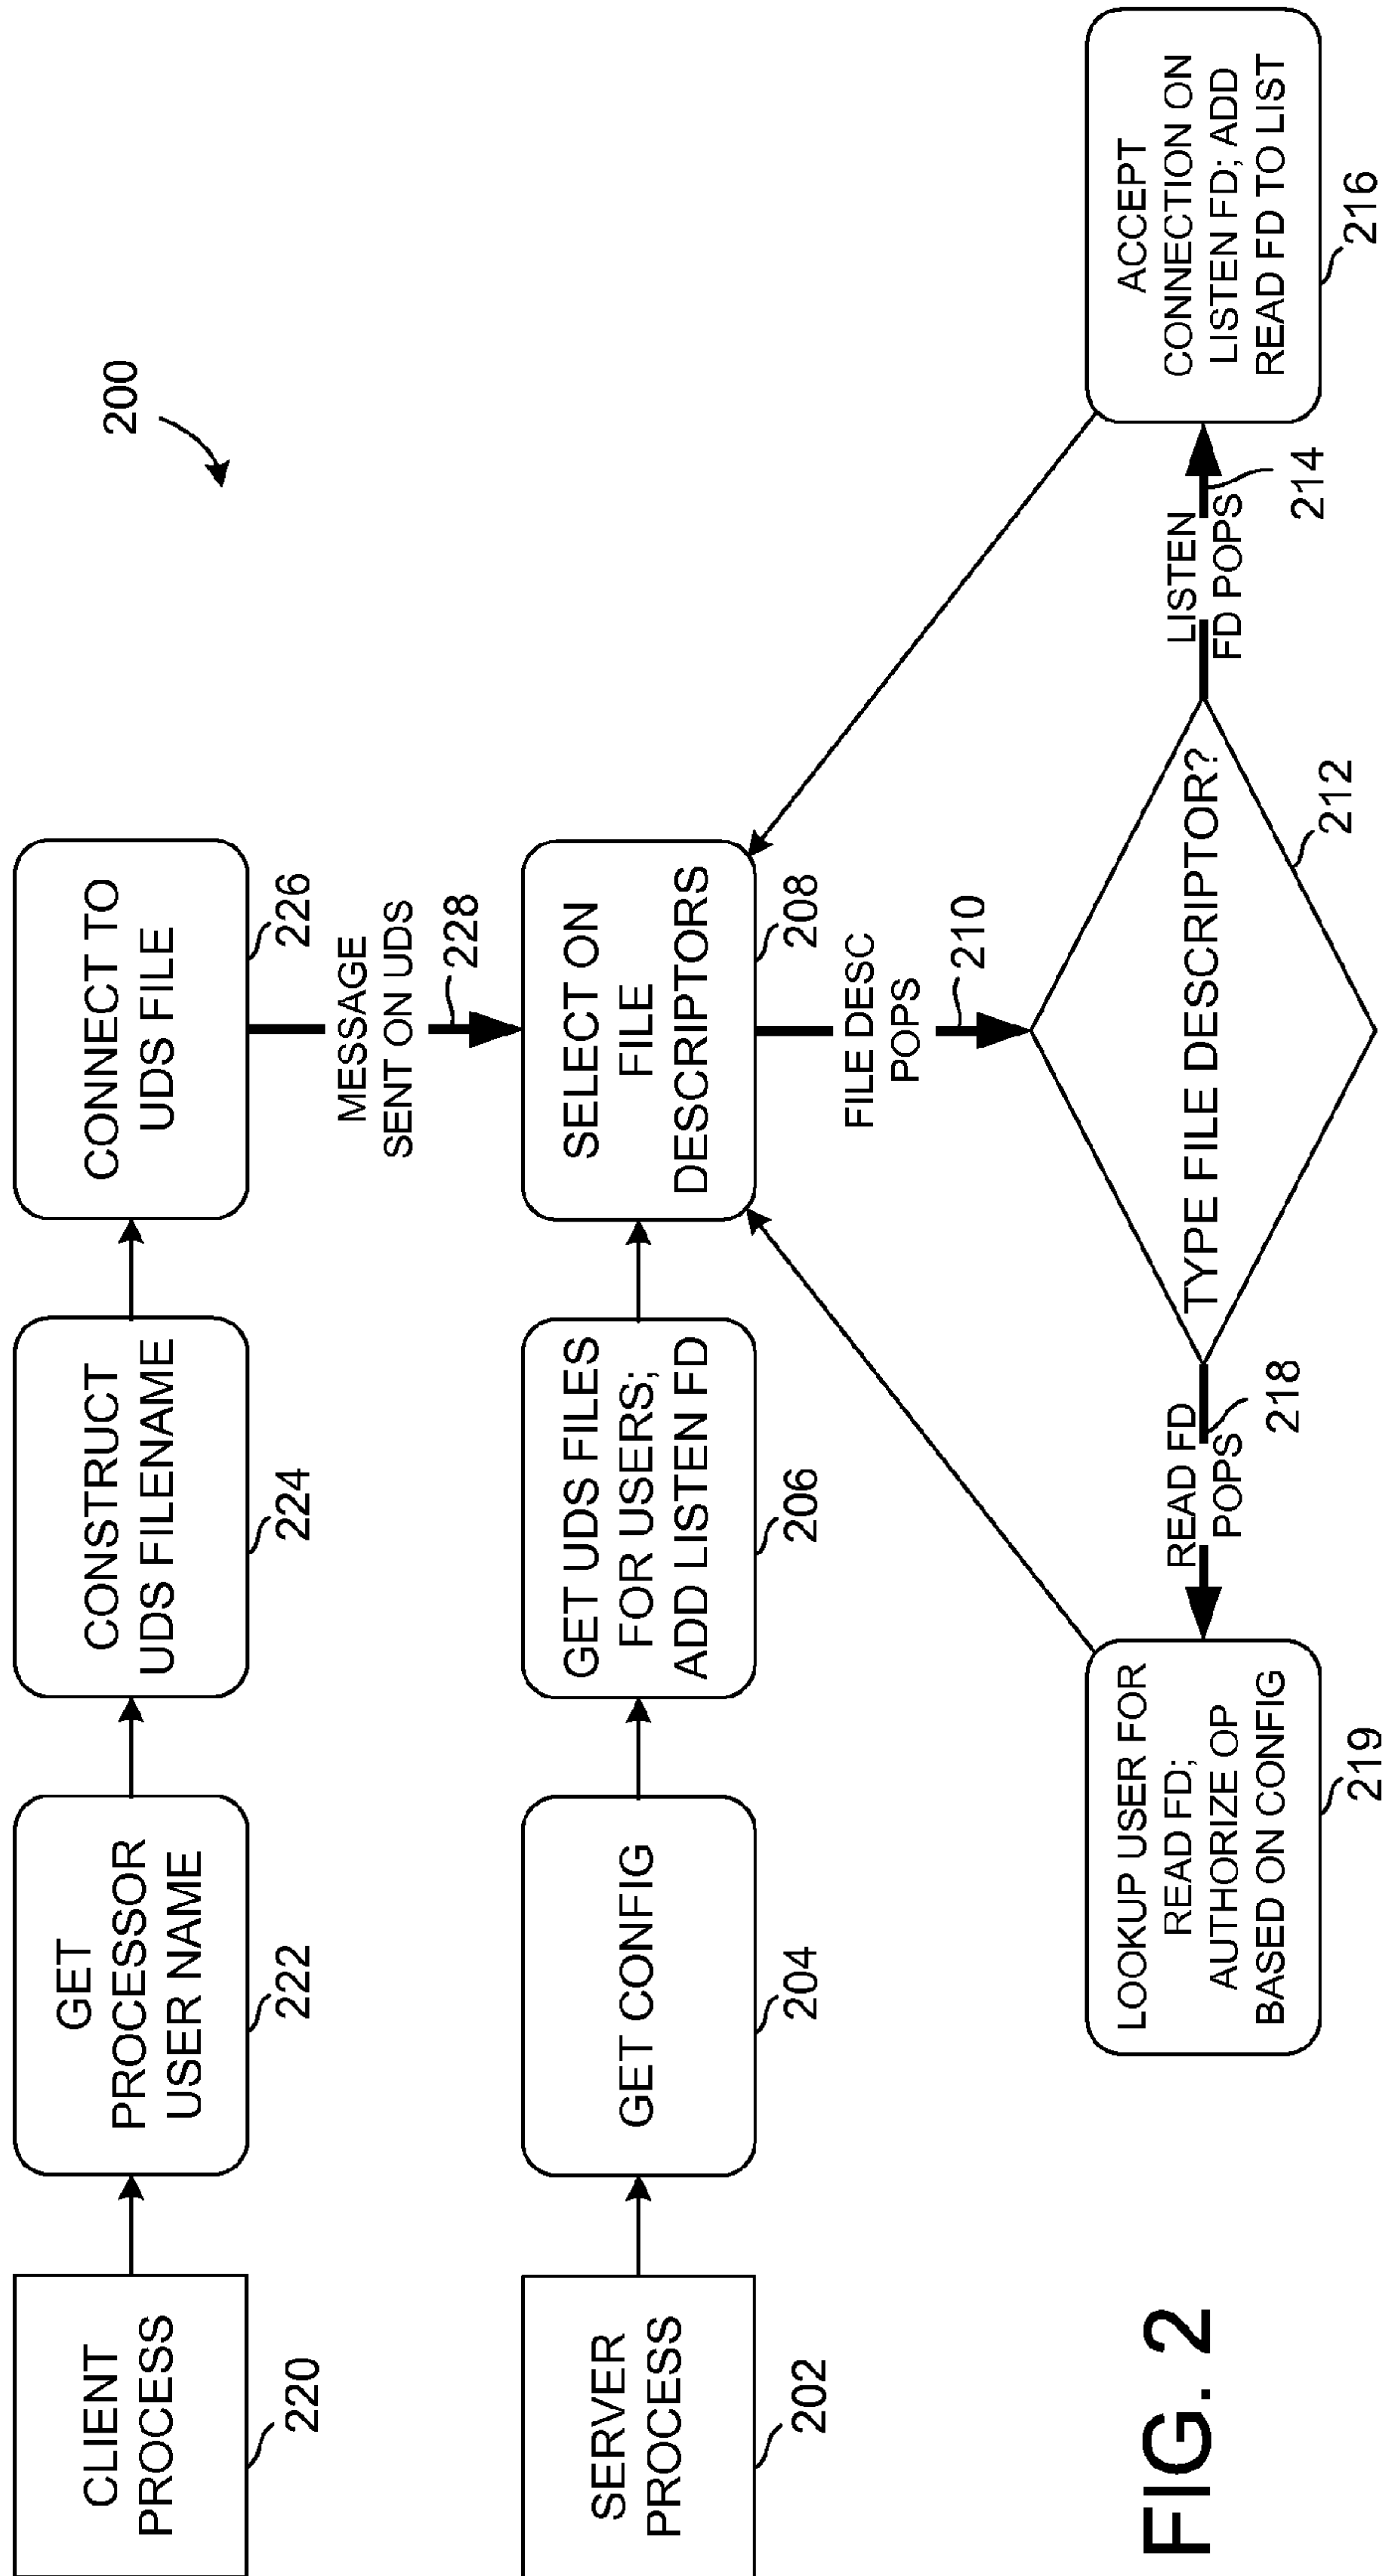 200
CLIENT
PROCESS
220
GET
PROCESSOR
USER NAME
222
CONSTRUCT
UDS FILENAME
224
CONNECT TO
UDS FILE
226
MESSAGE
SENT ON UDS
228
SERVER
PROCESS
202
GET CONFIG
204
GET UDS FILES
FOR USERS;
ADD LISTEN FD
206
SELECT ON
FILE
DESCRIPTORS
208
FILE DESC
POPS
210
LOOKUP USER FOR
READ FD;
AUTHORIZE OP
BASED ON CONFIG
219
READ FD
POPS
218
TYPE FILE DESCRIPTOR?
212
LISTEN
FD POPS
214
ACCEPT
CONNECTION ON
LISTEN FD; ADD
READ FD TO LIST
216
FIG. 2